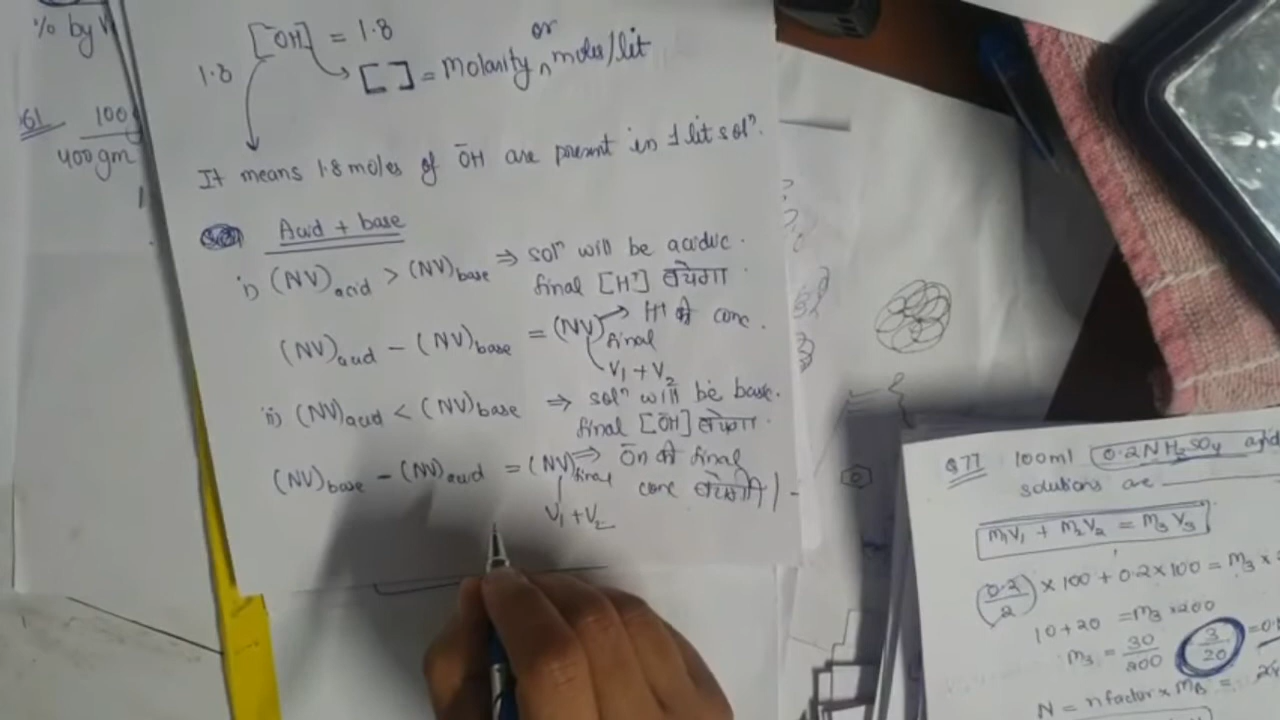 % by
[OH] = 1.8
1.8
[ ] = Molarity or moles/lit
61 100
400gm
It means 1.8 moles of OH are present in 1 lit solⁿ.
Acid + base
i) (NV)acid > (NV)base ⇒ solⁿ will be acidic.
final [H⁺] बचेगा
(NV)acid - (NV)base = (NV)final → H⁺ की conc.
V₁ + V₂
ii) (NV)acid < (NV)base ⇒ solⁿ will be basic.
final [OH] बचेगा.
(NV)base - (NV)acid = (NV)final ⇒ OH की final
conc बचेगी।
V₁ + V₂
Q77 100ml 0.2N H₂SO₄
solutions are
M₁V₁ + M₂V₂ = M₃V₃
(0.2/2) × 100 + 0.2 × 100 = M₃ ×
10 + 20 = M₃ × 200
M₃ = 30/200 3/20
N = n factor × M